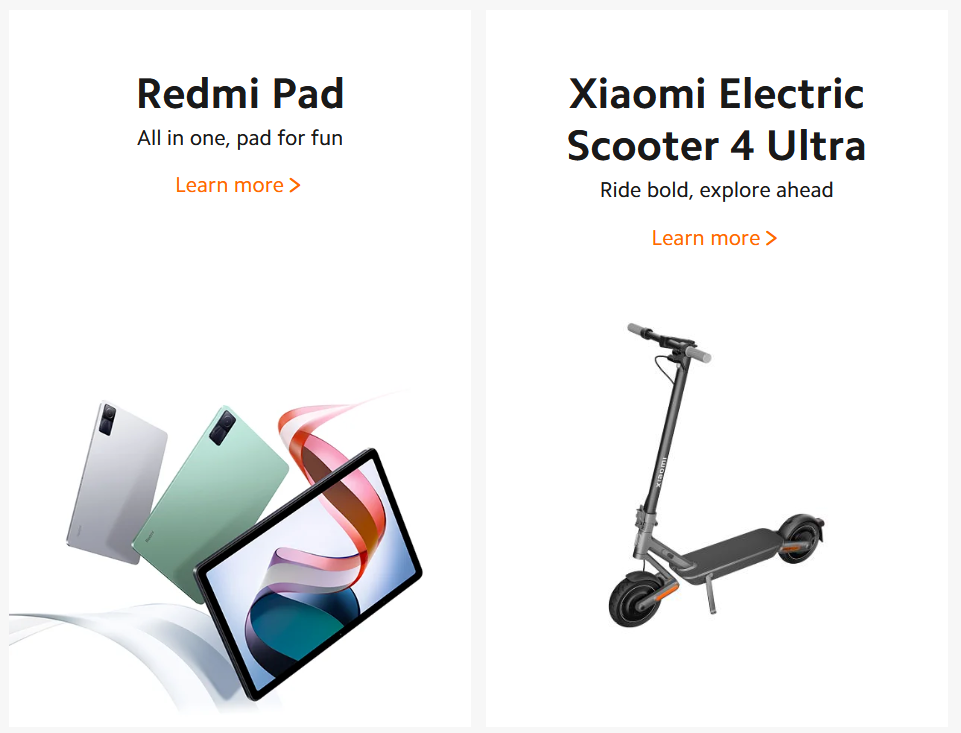 Redmi Pad
All in one, pad for fun
Learn more >
Xiaomi Electric
Scooter 4 Ultra
Ride bold, explore ahead
Learn more >
xiaomi